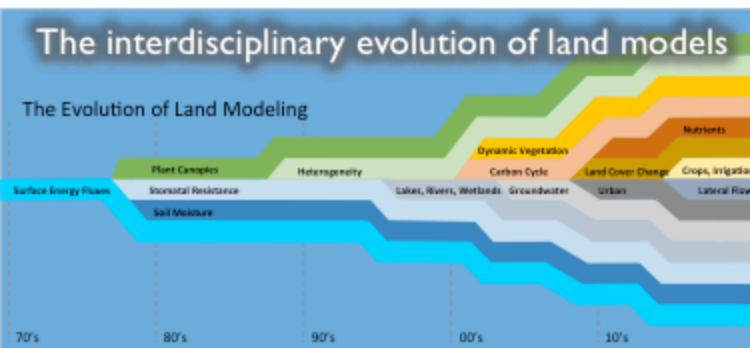 The interdisciplinary evolution of land models
The Evolution of Land Modeling
Nutrients
Dynamic Vegetation
Plant Canopies
Heterogeneity
Carbon Cycle
Land Cover Change
Crops, Irrigatio
Surface Energy Fluxes
Stomatal Resistance
Lakes, Rivers, Wetlands
Groundwater
Urban
Lateral Flow
Soil Moisture
70's
80's
90's
00's
10's